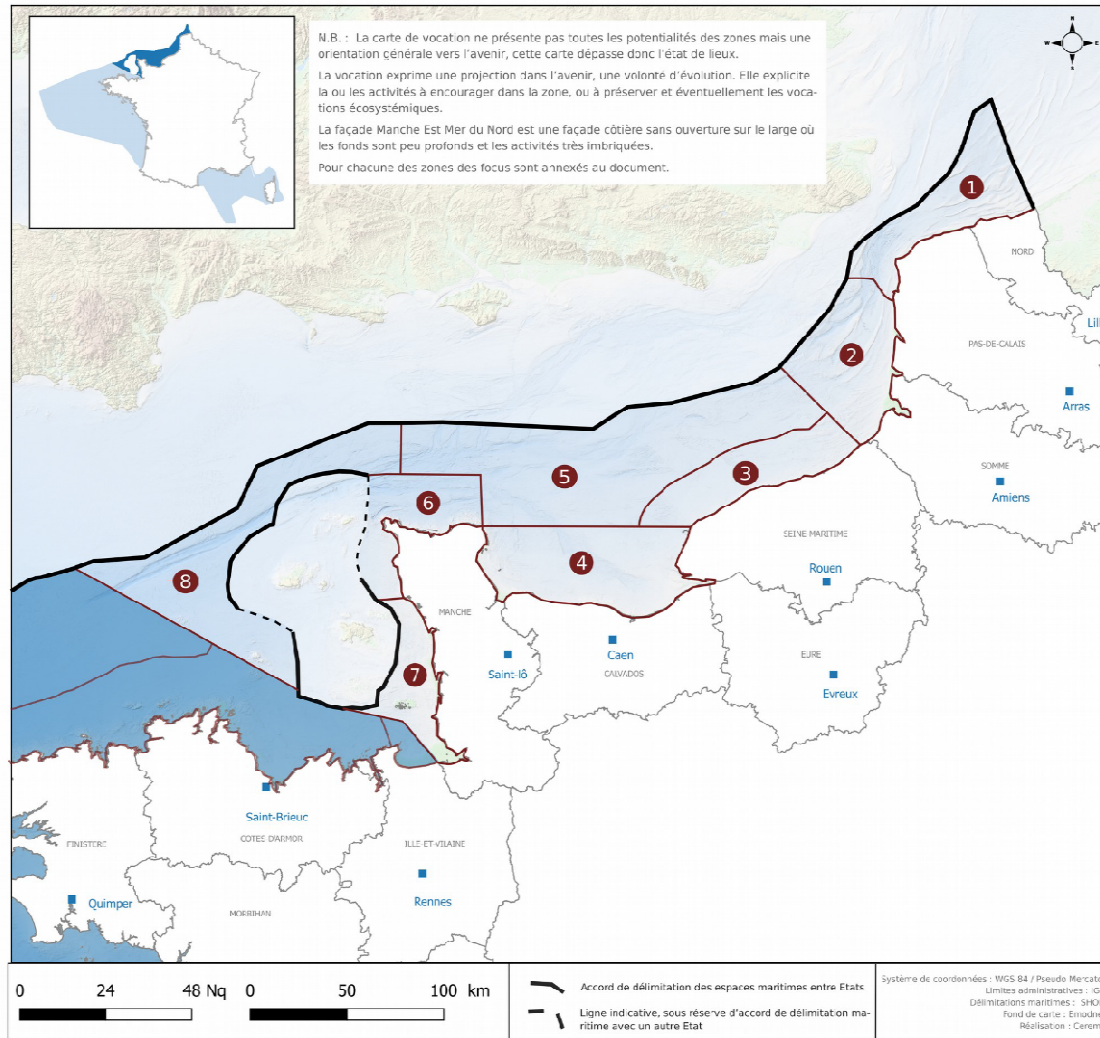 N.B. : La carte de vocation ne présente pas toutes les potentialités des zones mais une
orientation générale vers l'avenir, cette carte dépasse donc l'état de lieux.
La vocation exprime une projection dans l'avenir, une volonté d'évolution. Elle explicite
la ou les activités à encourager dans la zone, ou à préserver et éventuellement les voca-
tions écosystémiques.
La façade Manche Est Mer du Nord est une façade côtière sans ouverture sur le large où
les fonds sont peu profonds et les activités très imbriquées.
Pour chacune des zones des focus sont annexés au document.
N
W
E
S
1
NORD
Lill
2
PAS-DE-CALAIS
Arras
3
SOMME
Amiens
5
6
SEINE MARITIME
4
Rouen
8
MANCHE
Caen
EURE
7
Saint-lô
CALVADOS
Evreux
Saint-Brieuc
COTES D'ARMOR
FINISTERE
ILLE-ET-VILAINE
Quimper
Rennes
MORBIHAN
0 24 48 Nq
0 50 100 km
Accord de délimitation des espaces maritimes entre Etats
Ligne indicative, sous réserve d'accord de délimitation ma-
ritime avec un autre Etat
Système de coordonnées : WGS 84 / Pseudo Mercato
Limites administratives : IG
Délimitations maritimes : SHO
Fond de carte : Emodne
Réalisation : Cerem